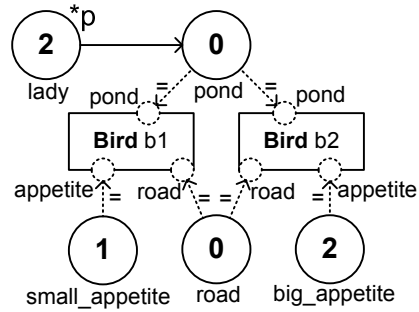 *p
2 0
lady pond = pond = pond
Bird b1 Bird b2
appetite = road = = road = appetite
1 0 2
small_appetite road big_appetite